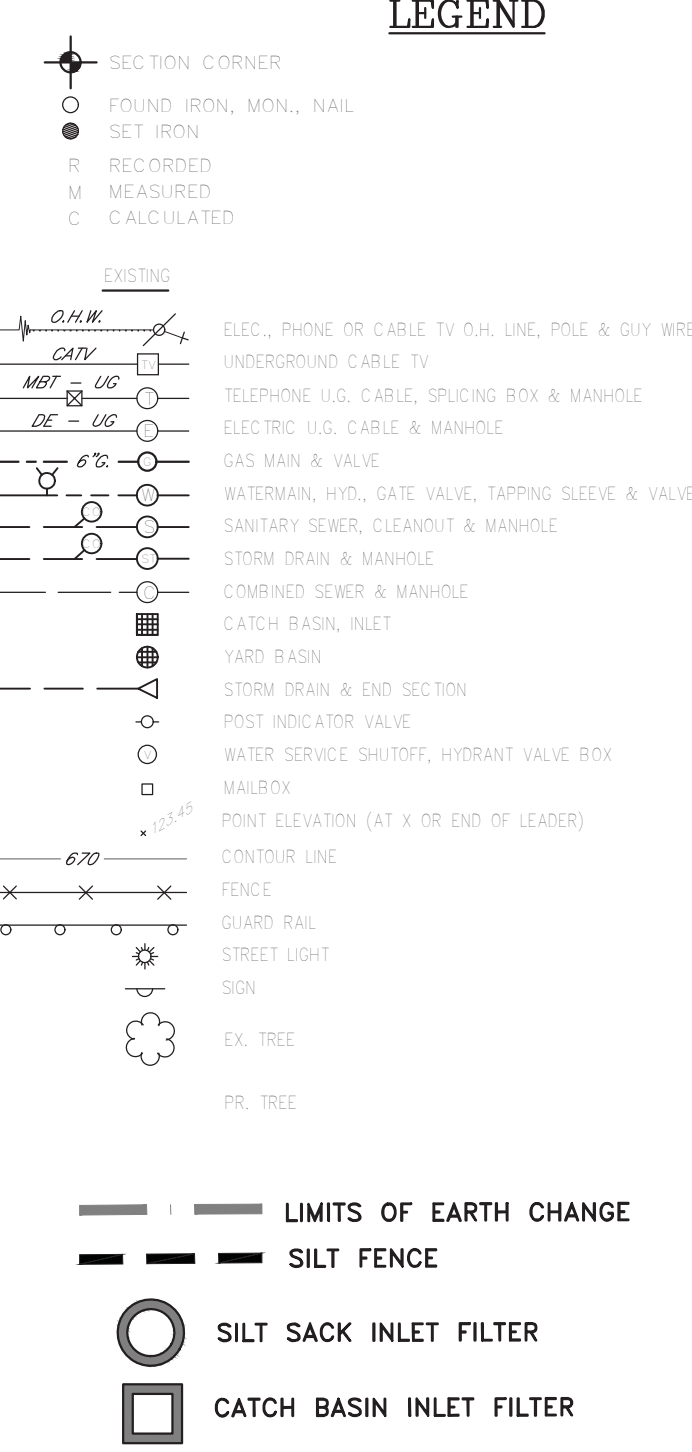 LEGEND
SECTION CORNER
FOUND IRON, MON., NAIL
SET IRON
R RECORDED
M MEASURED
C CALCULATED
EXISTING
O.H.W. ELEC., PHONE OR CABLE TV O.H. LINE, POLE & GUY WIRE
CATV TV UNDERGROUND CABLE TV
MBT - UG T TELEPHONE U.G. CABLE, SPLICING BOX & MANHOLE
DE - UG E ELECTRIC U.G. CABLE & MANHOLE
6"G. G GAS MAIN & VALVE
W WATERMAIN, HYD., GATE VALVE, TAPPING SLEEVE & VALVE
CO S SANITARY SEWER, CLEANOUT & MANHOLE
CO ST STORM DRAIN & MANHOLE
C COMBINED SEWER & MANHOLE
CATCH BASIN, INLET
YARD BASIN
STORM DRAIN & END SECTION
POST INDICATOR VALVE
V WATER SERVICE SHUTOFF, HYDRANT VALVE BOX
MAILBOX
x 123.45 POINT ELEVATION (AT X OR END OF LEADER)
670 CONTOUR LINE
FENCE
GUARD RAIL
STREET LIGHT
SIGN
EX. TREE
PR. TREE
LIMITS OF EARTH CHANGE
SILT FENCE
SILT SACK INLET FILTER
CATCH BASIN INLET FILTER